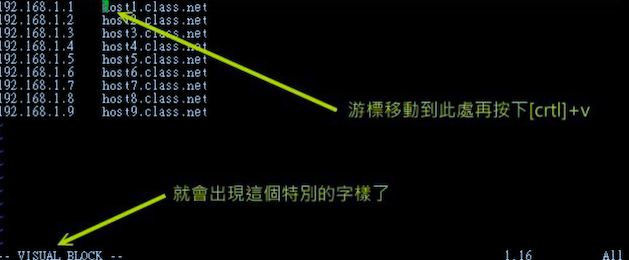 192.168.1.1 host1.class.net
192.168.1.2 host2.class.net
192.168.1.3 host3.class.net
192.168.1.4 host4.class.net
192.168.1.5 host5.class.net
192.168.1.6 host6.class.net
192.168.1.7 host7.class.net
192.168.1.8 host8.class.net
192.168.1.9 host9.class.net
游標移動到此處再按下[crtl]+v
就會出現這個特別的字樣了
-- VISUAL BLOCK -- 1,16 All